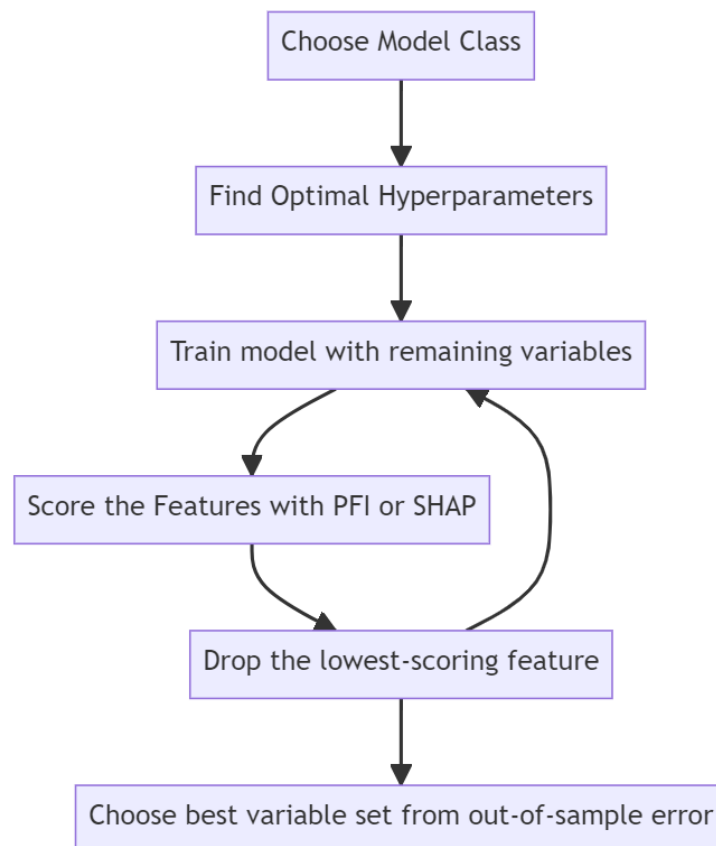 Choose Model Class
Find Optimal Hyperparameters
Train model with remaining variables
Score the Features with PFI or SHAP
Drop the lowest-scoring feature
Choose best variable set from out-of-sample error